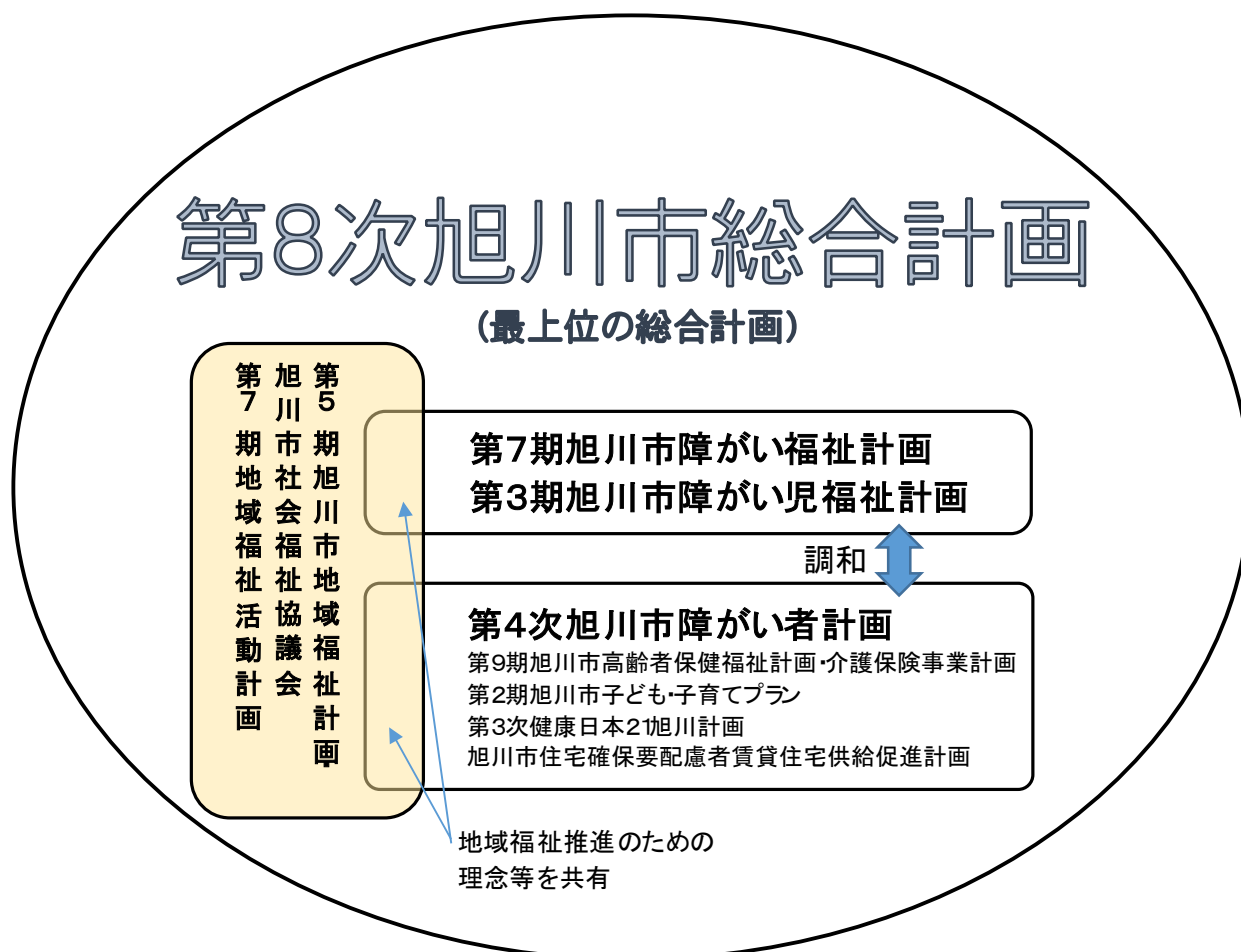 第8次旭川市総合計画
(最上位の総合計画)
第5期旭川市地域福祉計画・
旭川市社会福祉協議会
第7期地域福祉活動計画
第7期旭川市障がい福祉計画
第3期旭川市障がい児福祉計画
調和
第4次旭川市障がい者計画
第9期旭川市高齢者保健福祉計画・介護保険事業計画
第2期旭川市子ども・子育てプラン
第3次健康日本21旭川計画
旭川市住宅確保要配慮者賃貸住宅供給促進計画
地域福祉推進のための
理念等を共有